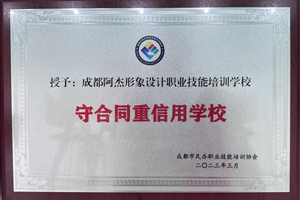 授予：成都阿杰形象设计职业技能培训学校
守合同重信用学校
成都市民办职业技能培训协会
二〇二三年三月